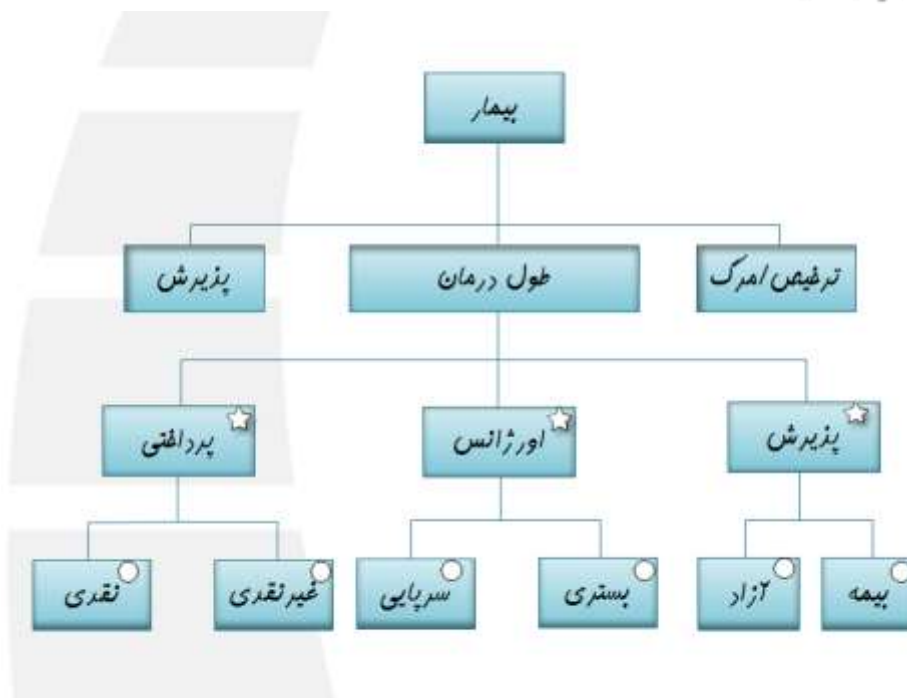 بیمار
ترخیص/مرگ
طول درمان
پذیرش
پذیرش
اورژانس
پرداختی
بیمه
آزاد
بستری
سرپایی
غیرنقدی
نقدی